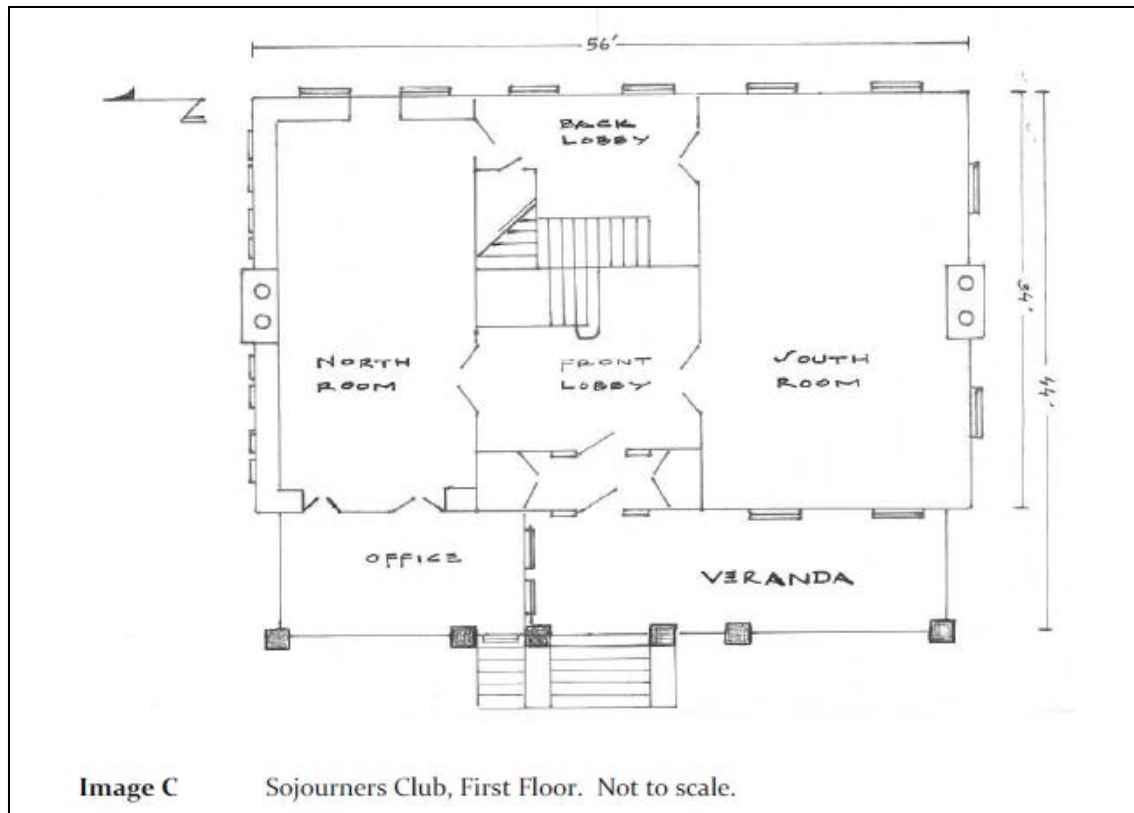 56'
N
BACK
LOBBY
34'
44'
NORTH
ROOM
FRONT
LOBBY
SOUTH
ROOM
OFFICE
VERANDA
Image C Sojourners Club, First Floor. Not to scale.